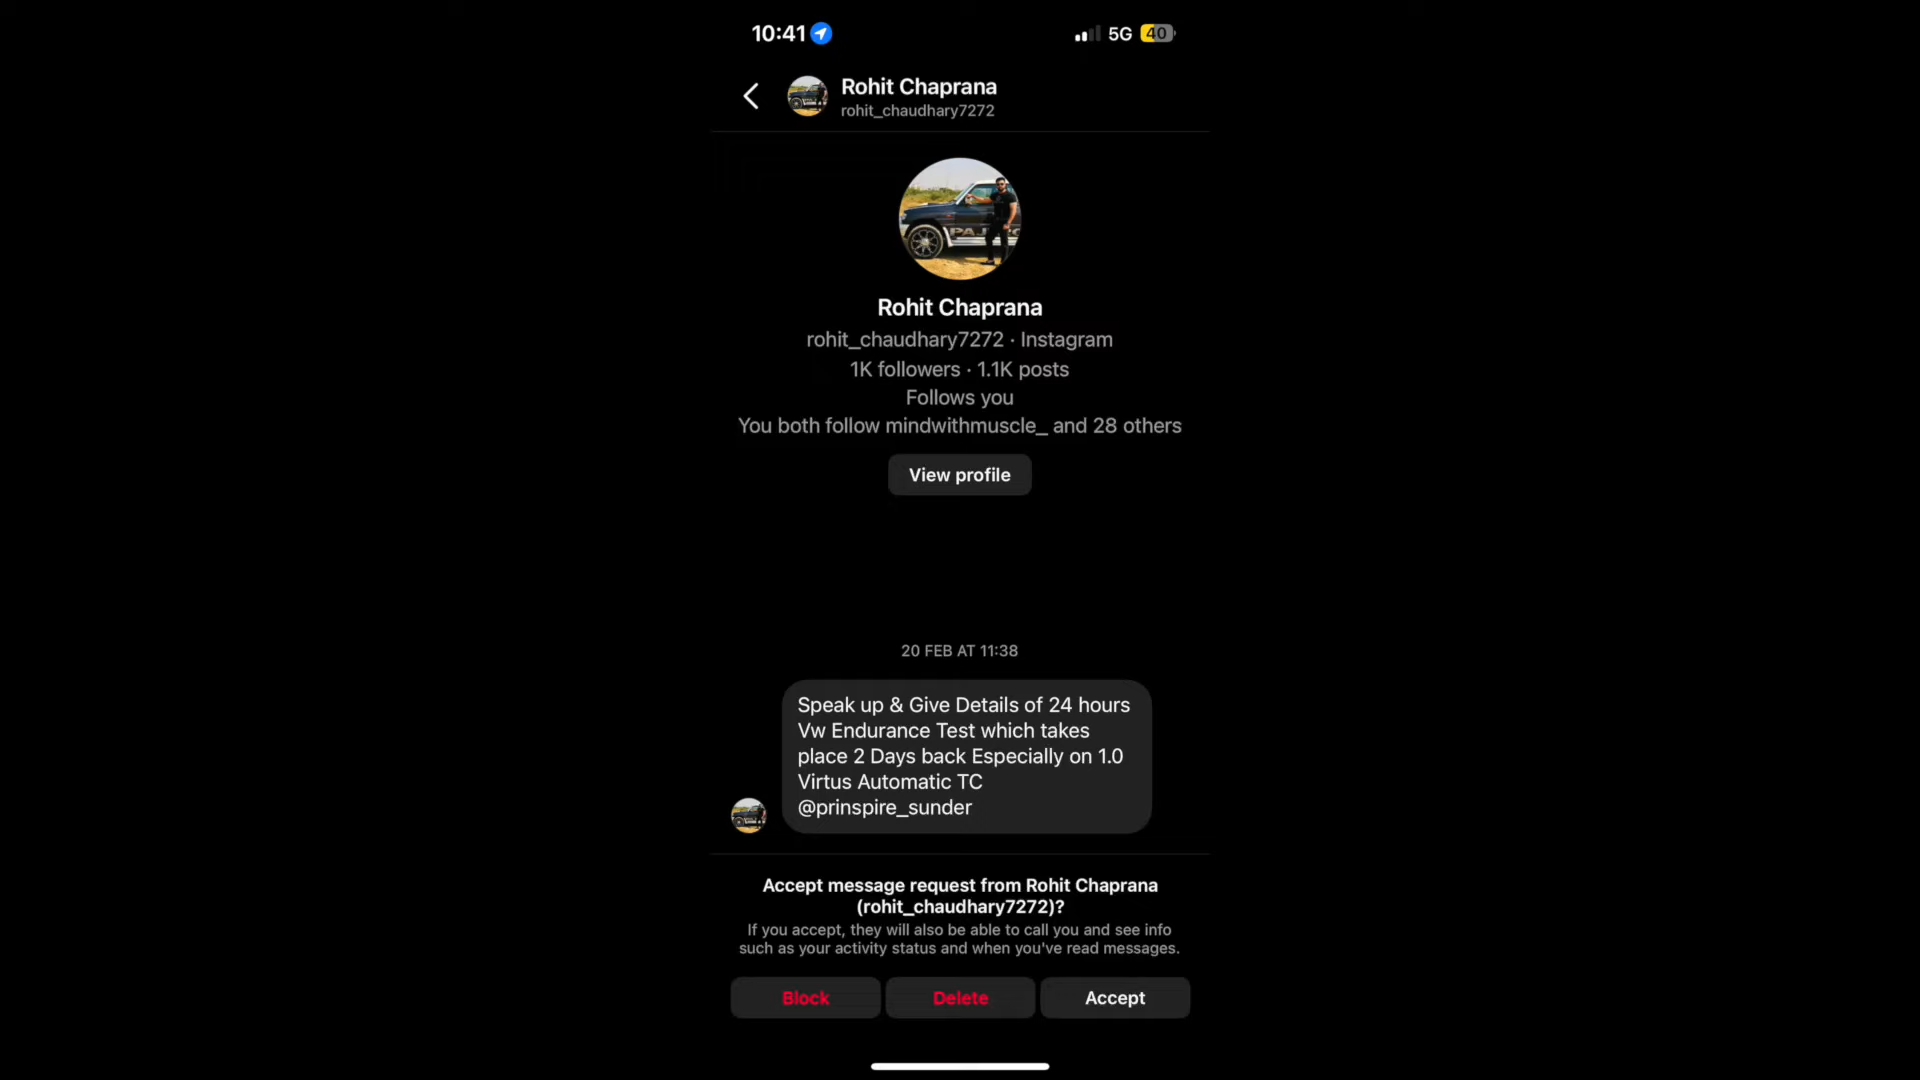 10:41
5G
40
Rohit Chaprana
rohit_chaudhary7272
PAJ
Rohit Chaprana
rohit_chaudhary7272 · Instagram
1K followers · 1.1K posts
Follows you
You both follow mindwithmuscle_ and 28 others
View profile
20 FEB AT 11:38
Speak up & Give Details of 24 hours
Vw Endurance Test which takes
place 2 Days back Especially on 1.0
Virtus Automatic TC
@prinspire_sunder
Accept message request from Rohit Chaprana
(rohit_chaudhary7272)?
If you accept, they will also be able to call you and see info
such as your activity status and when you've read messages.
Block
Delete
Accept